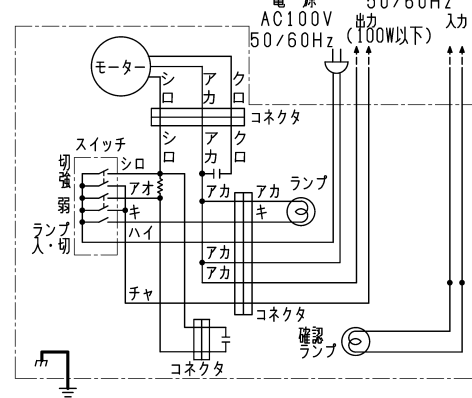 電 源
AC100V
50/60Hz
50/60Hz
出力
(100W以下)
入力
モーター
シロ
アカ
クロ
コネクタ
シロ
アカ
クロ
スイッチ
切
強
弱
ランプ
入・切
シロ
アオ
キ
ハイ
チャ
アカ
アカ
キ
ランプ
アカ
アカ
コネクタ
コネクタ
確認
ランプ